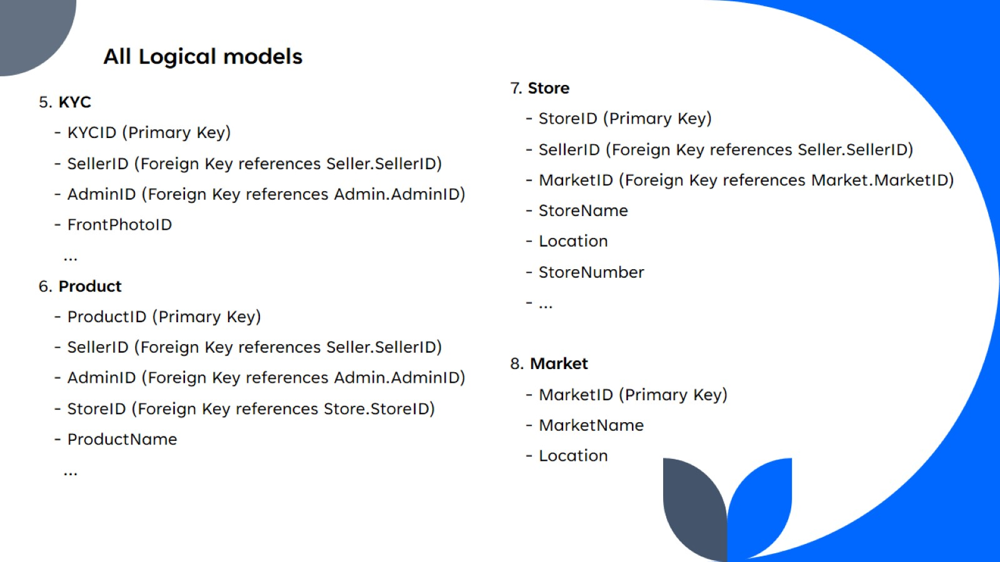 All Logical models
5. KYC
- KYCID (Primary Key)
- SellerID (Foreign Key references Seller.SellerID)
- AdminID (Foreign Key references Admin.AdminID)
- FrontPhotoID
...
6. Product
- ProductID (Primary Key)
- SellerID (Foreign Key references Seller.SellerID)
- AdminID (Foreign Key references Admin.AdminID)
- StoreID (Foreign Key references Store.StoreID)
- ProductName
...
7. Store
- StoreID (Primary Key)
- SellerID (Foreign Key references Seller.SellerID)
- MarketID (Foreign Key references Market.MarketID)
- StoreName
- Location
- StoreNumber
- ...
8. Market
- MarketID (Primary Key)
- MarketName
- Location